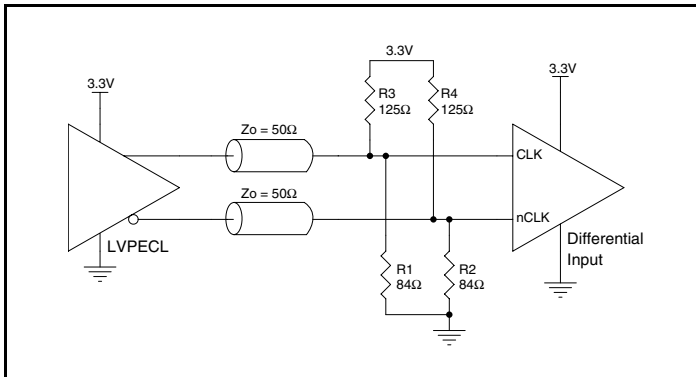 3.3V
3.3V
3.3V
R3
125Ω
R4
125Ω
Zo = 50Ω
CLK
Zo = 50Ω
nCLK
LVPECL
Differential
Input
R1
84Ω
R2
84Ω